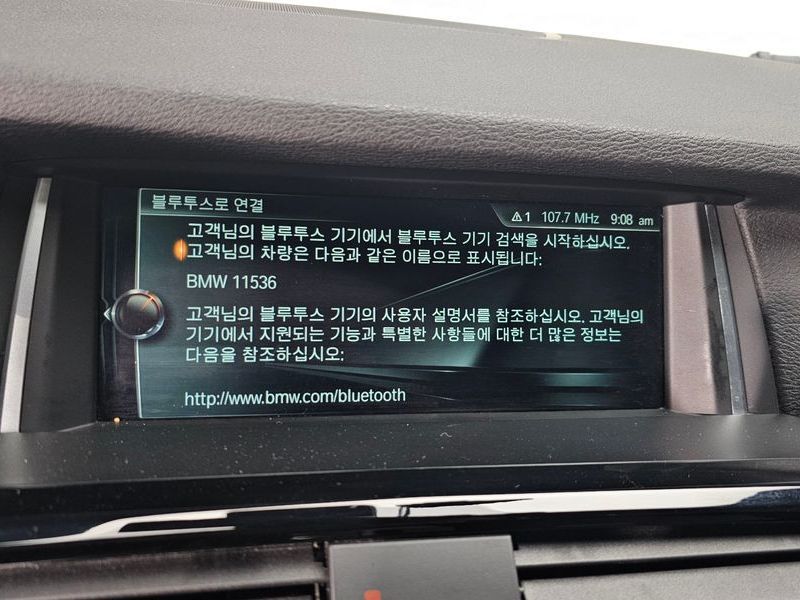 블루투스로 연결
⚠1 107.7 MHz 9:08 am
고객님의 블루투스 기기에서 블루투스 기기 검색을 시작하십시오.
고객님의 차량은 다음과 같은 이름으로 표시됩니다:
BMW 11536
고객님의 블루투스 기기의 사용자 설명서를 참조하십시오. 고객님의
기기에서 지원되는 기능과 특별한 사항들에 대한 더 많은 정보는
다음을 참조하십시오:
http://www.bmw.com/bluetooth